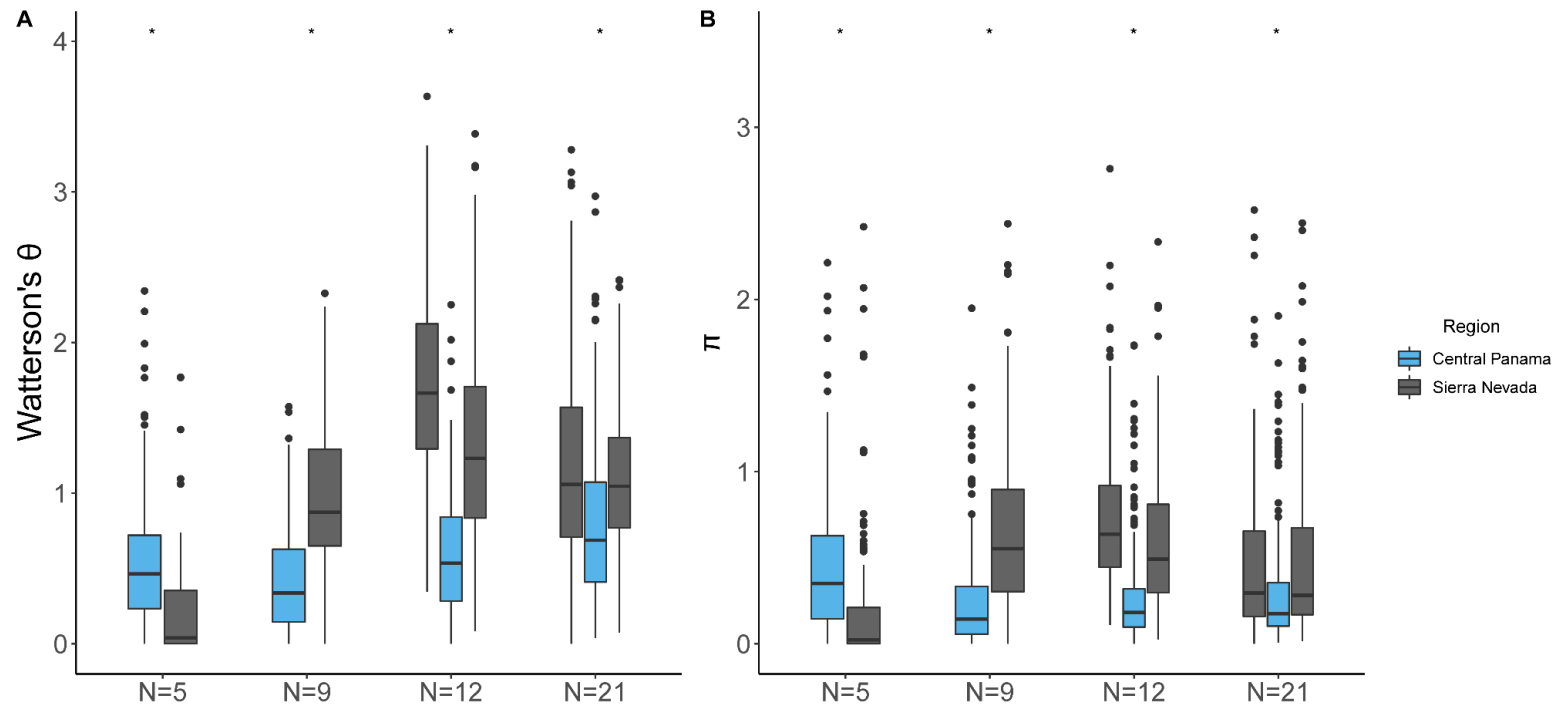 A
* * * *
4
3
2
1
0
Watterson's θ
N=5 N=9 N=12 N=21
B
* * * *
3
2
1
0
π
N=5 N=9 N=12 N=21
Region
Central Panama
Sierra Nevada